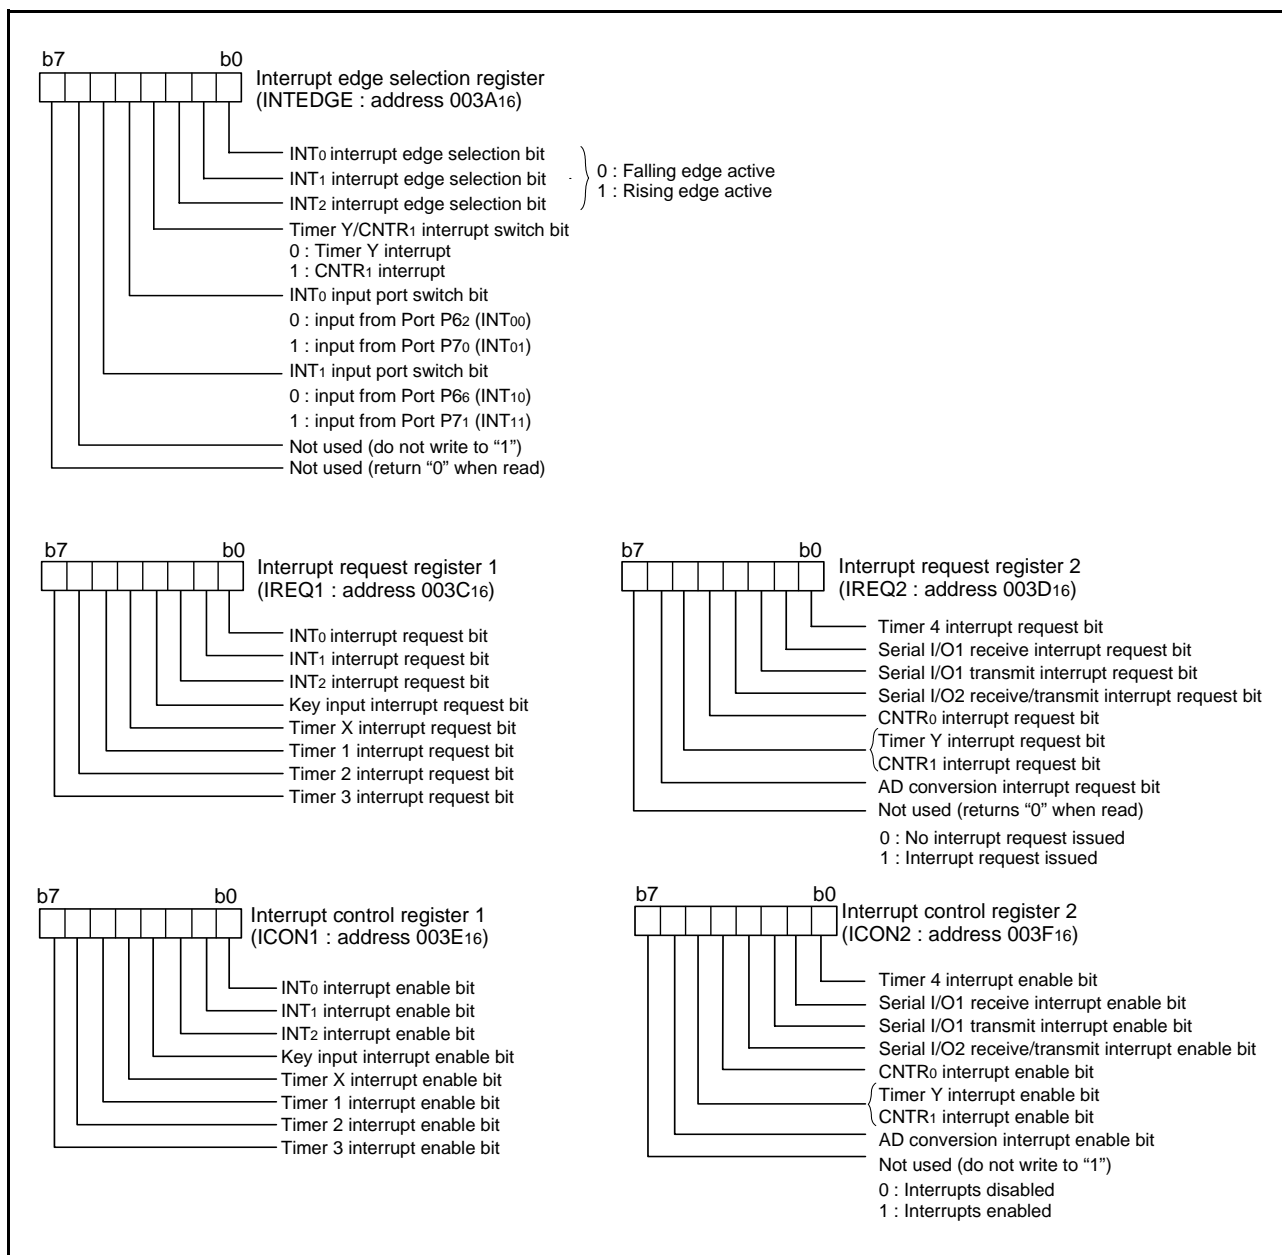 b7 b0
Interrupt edge selection register
(INTEDGE : address 003A16)
INT0 interrupt edge selection bit
INT1 interrupt edge selection bit
INT2 interrupt edge selection bit
0 : Falling edge active
1 : Rising edge active
Timer Y/CNTR1 interrupt switch bit
0 : Timer Y interrupt
1 : CNTR1 interrupt
INT0 input port switch bit
0 : input from Port P62 (INT00)
1 : input from Port P70 (INT01)
INT1 input port switch bit
0 : input from Port P66 (INT10)
1 : input from Port P71 (INT11)
Not used (do not write to “1”)
Not used (return “0” when read)
b7 b0
Interrupt request register 1
(IREQ1 : address 003C16)
INT0 interrupt request bit
INT1 interrupt request bit
INT2 interrupt request bit
Key input interrupt request bit
Timer X interrupt request bit
Timer 1 interrupt request bit
Timer 2 interrupt request bit
Timer 3 interrupt request bit
b7 b0
Interrupt request register 2
(IREQ2 : address 003D16)
Timer 4 interrupt request bit
Serial I/O1 receive interrupt request bit
Serial I/O1 transmit interrupt request bit
Serial I/O2 receive/transmit interrupt request bit
CNTR0 interrupt request bit
Timer Y interrupt request bit
CNTR1 interrupt request bit
AD conversion interrupt request bit
Not used (returns “0” when read)
0 : No interrupt request issued
1 : Interrupt request issued
b7 b0
Interrupt control register 1
(ICON1 : address 003E16)
INT0 interrupt enable bit
INT1 interrupt enable bit
INT2 interrupt enable bit
Key input interrupt enable bit
Timer X interrupt enable bit
Timer 1 interrupt enable bit
Timer 2 interrupt enable bit
Timer 3 interrupt enable bit
b7 b0
Interrupt control register 2
(ICON2 : address 003F16)
Timer 4 interrupt enable bit
Serial I/O1 receive interrupt enable bit
Serial I/O1 transmit interrupt enable bit
Serial I/O2 receive/transmit interrupt enable bit
CNTR0 interrupt enable bit
Timer Y interrupt enable bit
CNTR1 interrupt enable bit
AD conversion interrupt enable bit
Not used (do not write to “1”)
0 : Interrupts disabled
1 : Interrupts enabled